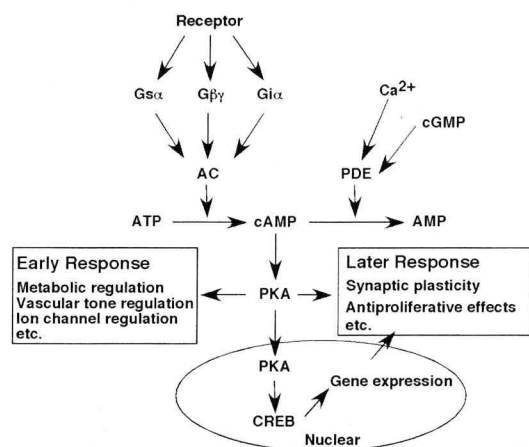 Receptor
Gsα Gβγ Giα
Ca2+
cGMP
AC PDE
ATP cAMP AMP
Early Response
Metabolic regulation
Vascular tone regulation
Ion channel regulation
etc.
PKA
Later Response
Synaptic plasticity
Antiproliferative effects
etc.
PKA
Gene expression
CREB
Nuclear